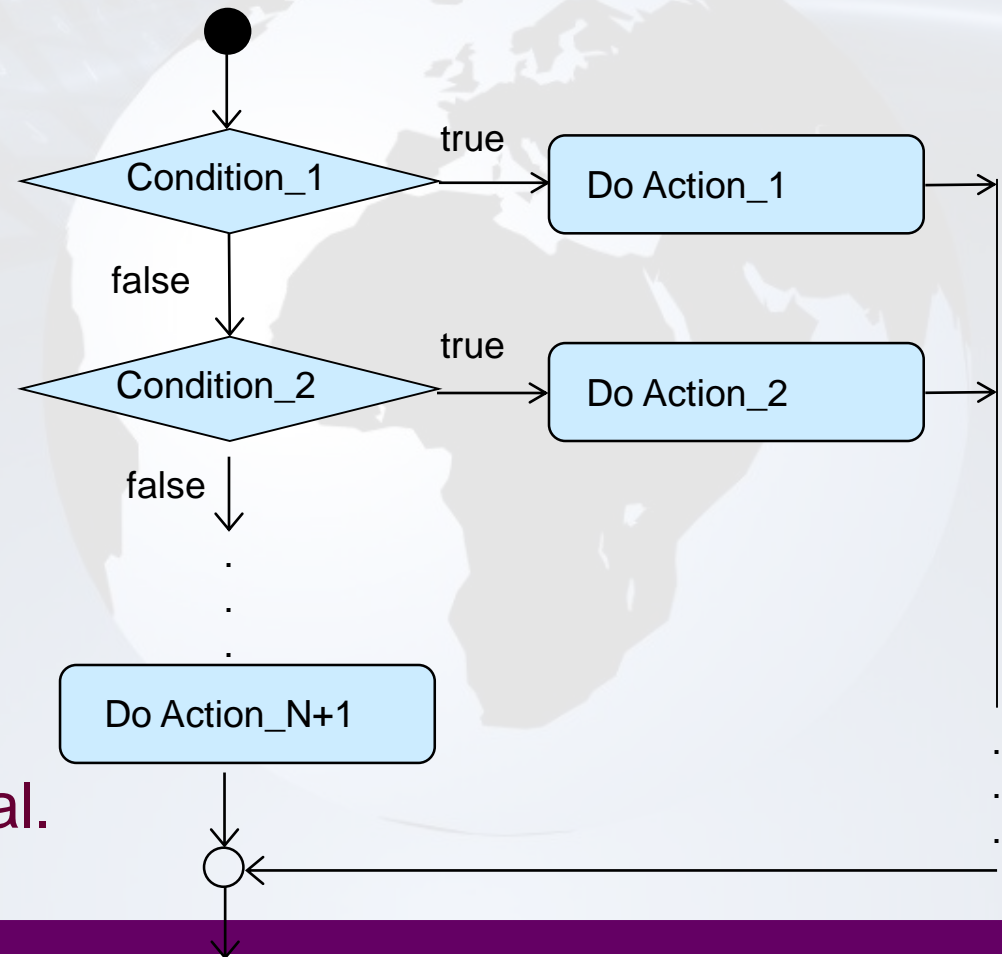 true
Condition_1
Do Action_1
false
true
Condition_2
Do Action_2
false
.
.
.
Do Action_N+1
.
.
.
al.